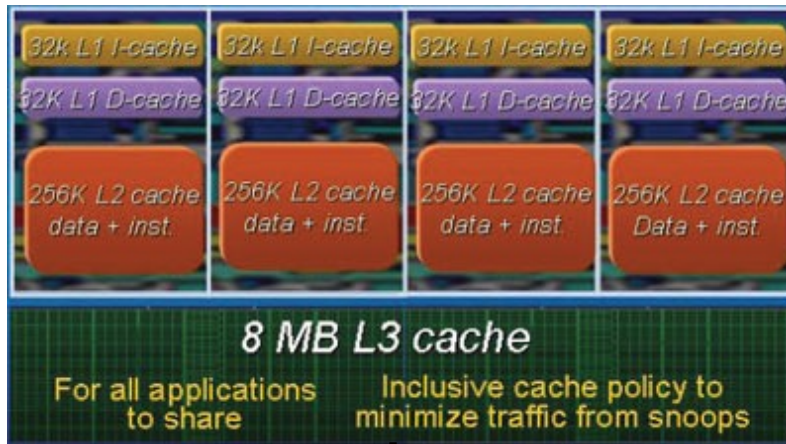 32k L1 I-cache
32k L1 I-cache
32k L1 I-cache
32k L1 I-cache
32K L1 D-cache
32K L1 D-cache
32K L1 D-cache
32K L1 D-cache
256K L2 cache
data + inst.
256K L2 cache
data + inst.
256K L2 cache
data + inst.
256K L2 cache
Data + inst.
8 MB L3 cache
For all applications
to share
Inclusive cache policy to
minimize traffic from snoops